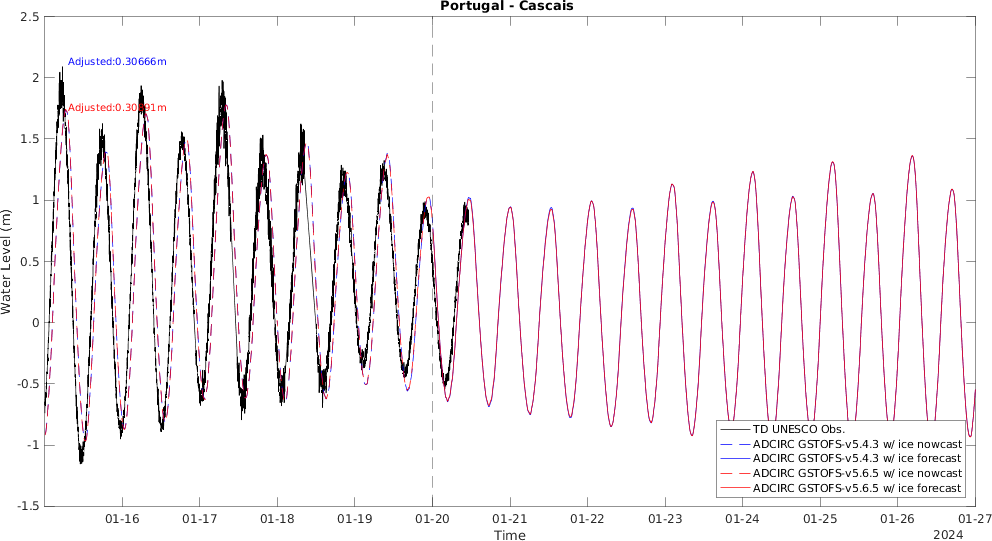 Portugal - Cascais
2.5
2
1.5
1
0.5
0
-0.5
-1
-1.5
Water Level (m)
Adjusted:0.30666m
TD UNESCO Obs.
ADCIRC GSTOFS-v5.4.3 w/ ice nowcast
ADCIRC GSTOFS-v5.4.3 w/ ice forecast
ADCIRC GSTOFS-v5.6.5 w/ ice nowcast
ADCIRC GSTOFS-v5.6.5 w/ ice forecast
01-16 01-17 01-18 01-19 01-20 01-21 01-22 01-23 01-24 01-25 01-26 01-27
Time
2024